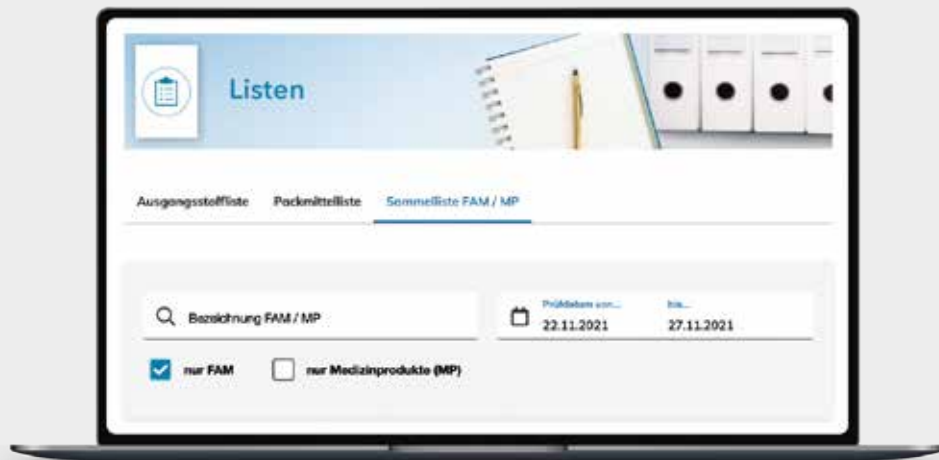 Listen
Ausgangsstoffliste Packmittelliste Sammelliste FAM / MP
Bezeichnung FAM / MP
Prüfdatum von... bis...
22.11.2021 27.11.2021
nur FAM nur Medizinprodukte (MP)